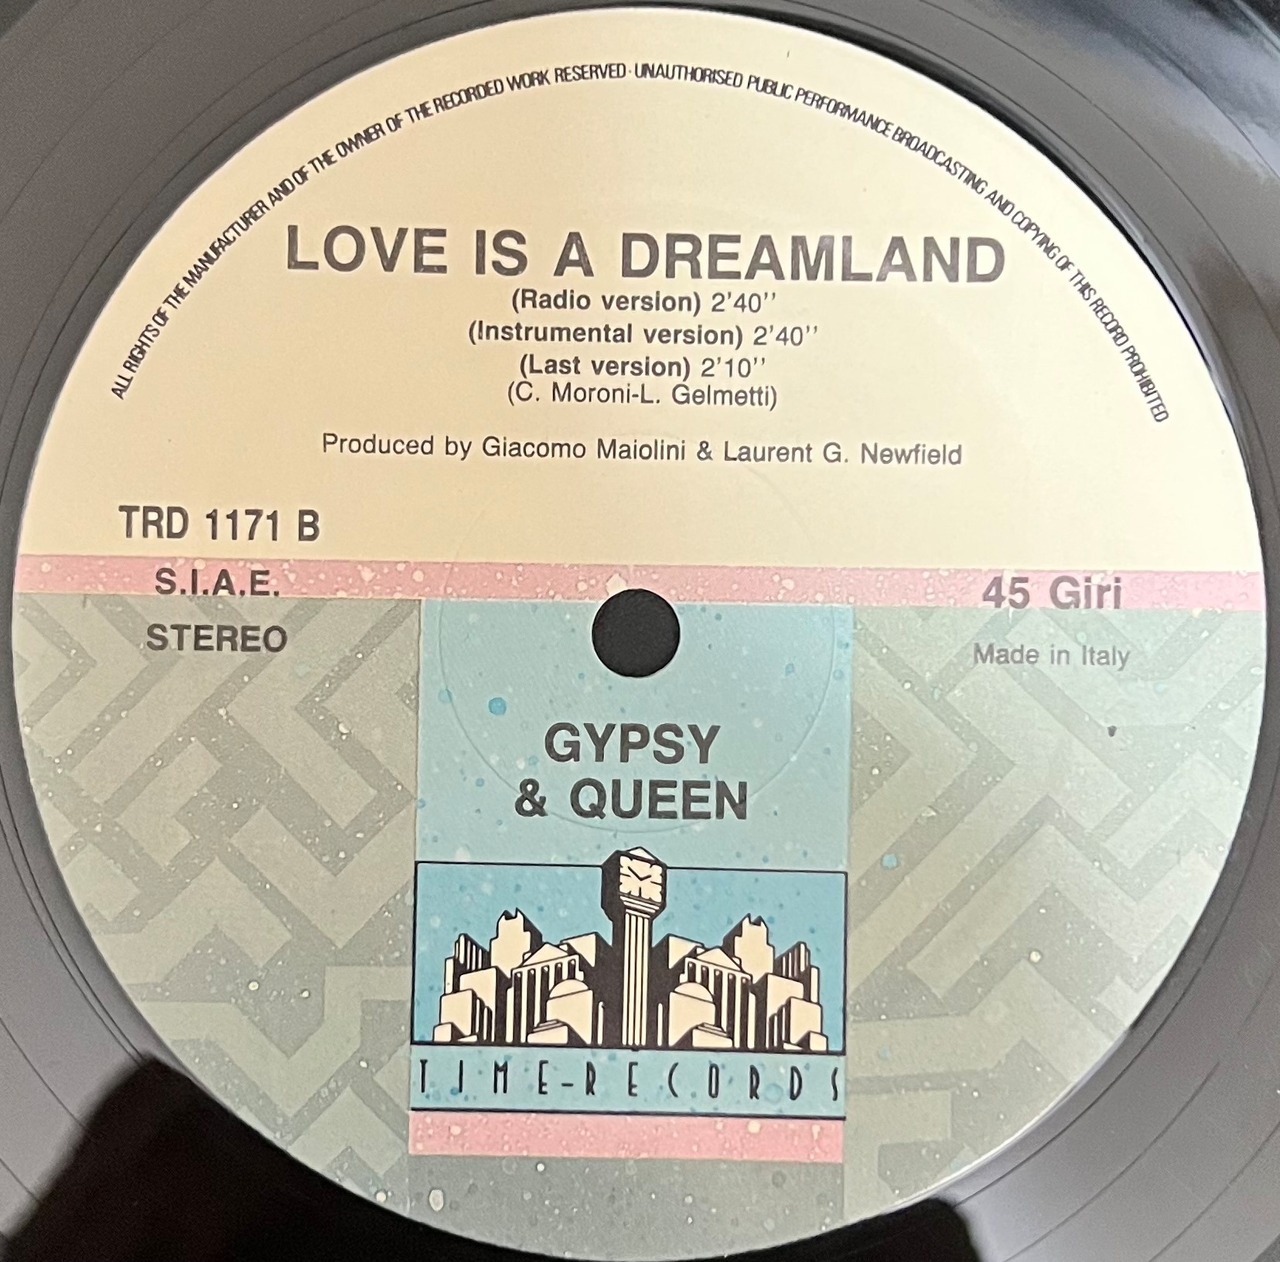 ALL RIGHTS OF THE MANUFACTURER AND OF THE OWNER OF THE RECORDED WORK RESERVED · UNAUTHORISED PUBLIC PERFORMANCE BROADCASTING AND COPYING OF THIS RECORD PROHIBITED
LOVE IS A DREAMLAND
(Radio version) 2'40''
(Instrumental version) 2'40''
(Last version) 2'10''
(C. Moroni-L. Gelmetti)
Produced by Giacomo Maiolini & Laurent G. Newfield
TRD 1171 B
S.I.A.E.
45 Giri
STEREO
Made in Italy
GYPSY
& QUEEN
TIME-RECORDS